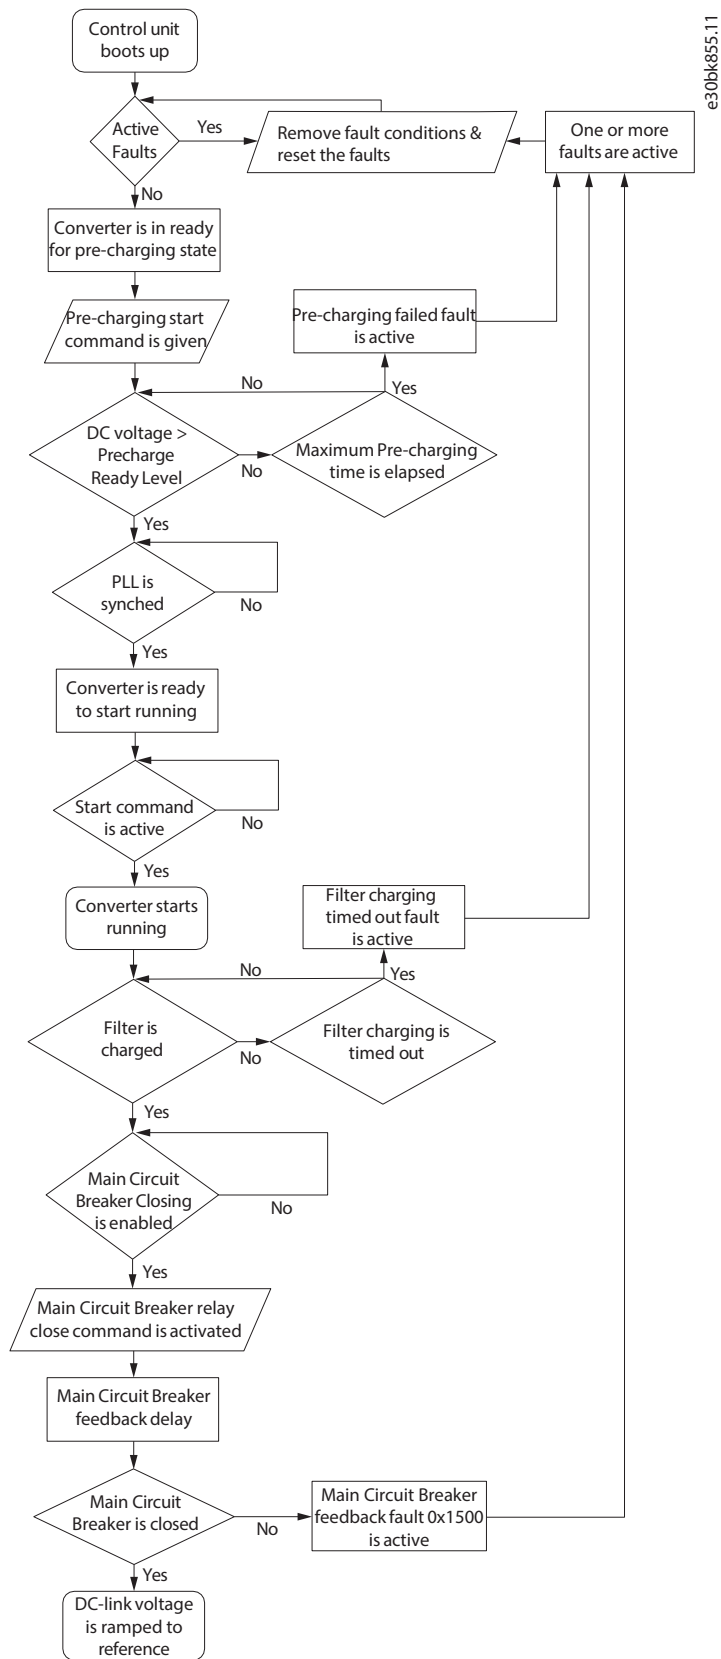 e30bk855.11
Control unit
boots up
Active
Faults
Yes
Remove fault conditions &
reset the faults
One or more
faults are active
No
Converter is in ready
for pre-charging state
Pre-charging start
command is given
Pre-charging failed fault
is active
No
Yes
DC voltage >
Precharge
Ready Level
No
Maximum Pre-charging
time is elapsed
Yes
PLL is
synched
No
Yes
Converter is ready
to start running
Start command
is active
No
Yes
Converter starts
running
Filter charging
timed out fault
is active
No
Yes
Filter is
charged
No
Filter charging is
timed out
Yes
Main Circuit
Breaker Closing
is enabled
No
Yes
Main Circuit Breaker relay
close command is activated
Main Circuit Breaker
feedback delay
Main Circuit
Breaker is closed
No
Main Circuit Breaker
feedback fault 0x1500
is active
Yes
DC-link voltage
is ramped to
reference